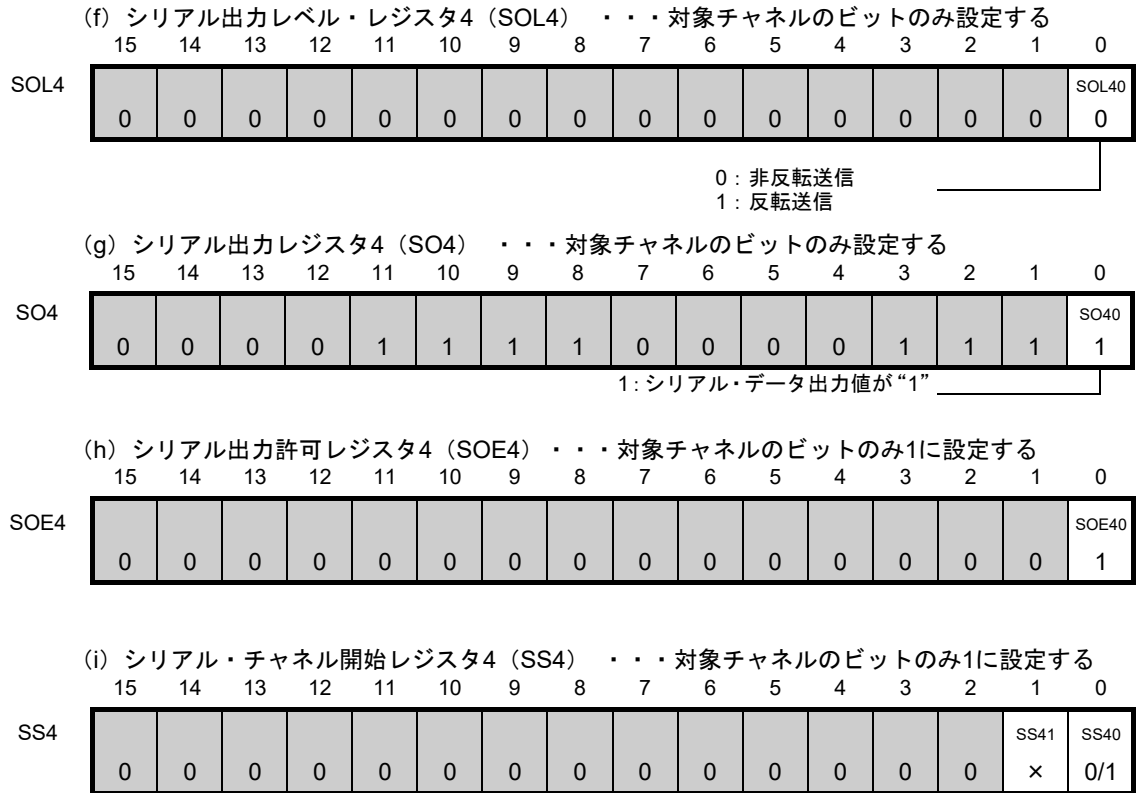 (f) シリアル出力レベル・レジスタ4（SOL4） ・・・対象チャネルのビットのみ設定する
15 14 13 12 11 10 9 8 7 6 5 4 3 2 1 0
SOL4 SOL40
0 0 0 0 0 0 0 0 0 0 0 0 0 0 0 0
0：非反転送信
1：反転送信
(g) シリアル出力レジスタ4（SO4） ・・・対象チャネルのビットのみ設定する
15 14 13 12 11 10 9 8 7 6 5 4 3 2 1 0
SO4 SO40
0 0 0 0 1 1 1 1 0 0 0 0 1 1 1 1
1：シリアル・データ出力値が“1”
(h) シリアル出力許可レジスタ4（SOE4）・・・対象チャネルのビットのみ1に設定する
15 14 13 12 11 10 9 8 7 6 5 4 3 2 1 0
SOE4 SOE40
0 0 0 0 0 0 0 0 0 0 0 0 0 0 0 1
(i) シリアル・チャネル開始レジスタ4（SS4） ・・・対象チャネルのビットのみ1に設定する
15 14 13 12 11 10 9 8 7 6 5 4 3 2 1 0
SS4 SS41 SS40
0 0 0 0 0 0 0 0 0 0 0 0 0 0 × 0/1